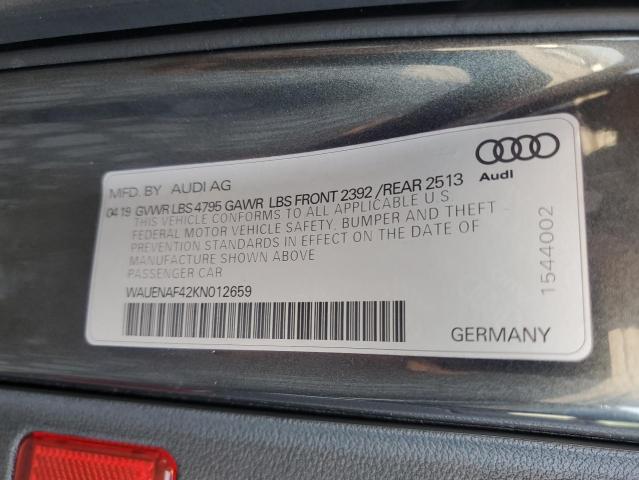 MFD. BY AUDI AG
Audi
04 19 GVWR LBS 4795 GAWR LBS FRONT 2392 /REAR 2513
THIS VEHICLE CONFORMS TO ALL APPLICABLE U.S.
FEDERAL MOTOR VEHICLE SAFETY, BUMPER AND THEFT
PREVENTION STANDARDS IN EFFECT ON THE DATE OF
MANUFACTURE SHOWN ABOVE
PASSENGER CAR
WAUENAF42KN012659
1544002
GERMANY